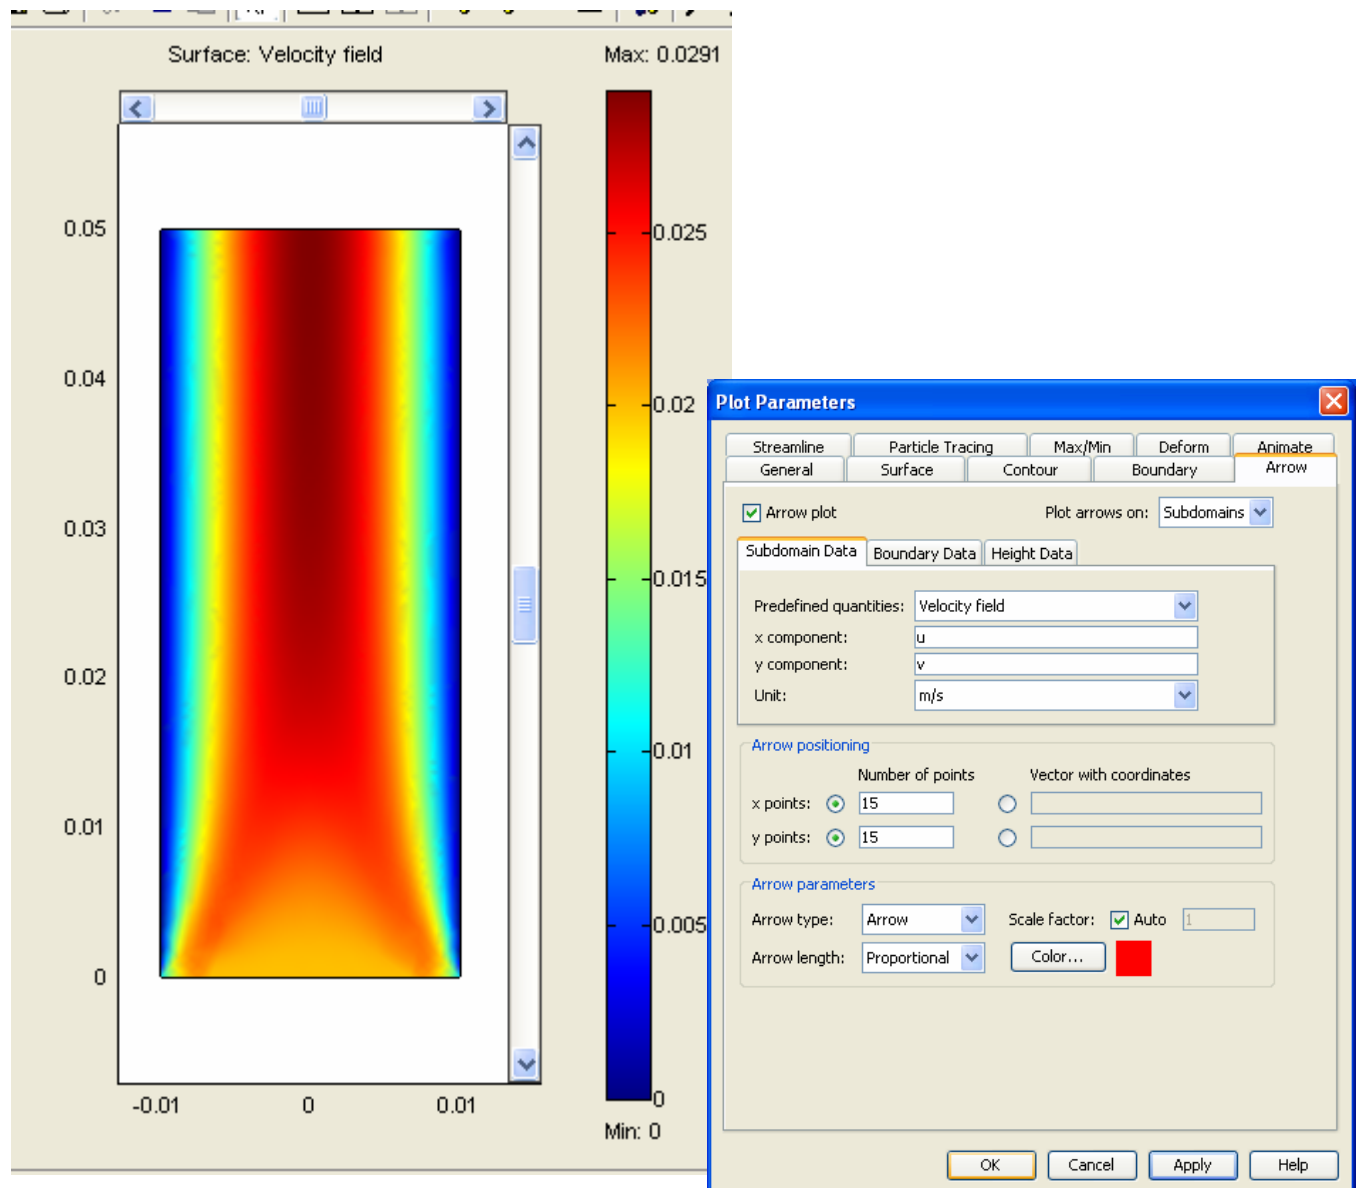 Surface: Velocity field
Max: 0.0291
0.05
0.04
0.03
0.02
0.01
0
-0.01 0 0.01
0.025
0.02
0.015
0.01
0.005
0
Min: 0
Plot Parameters
Streamline Particle Tracing Max/Min Deform Animate
General Surface Contour Boundary Arrow
Arrow plot Plot arrows on: Subdomains
Subdomain Data Boundary Data Height Data
Predefined quantities: Velocity field
x component: u
y component: v
Unit: m/s
Arrow positioning
Number of points Vector with coordinates
x points: 15
y points: 15
Arrow parameters
Arrow type: Arrow Scale factor: Auto 1
Arrow length: Proportional Color...
OK Cancel Apply Help